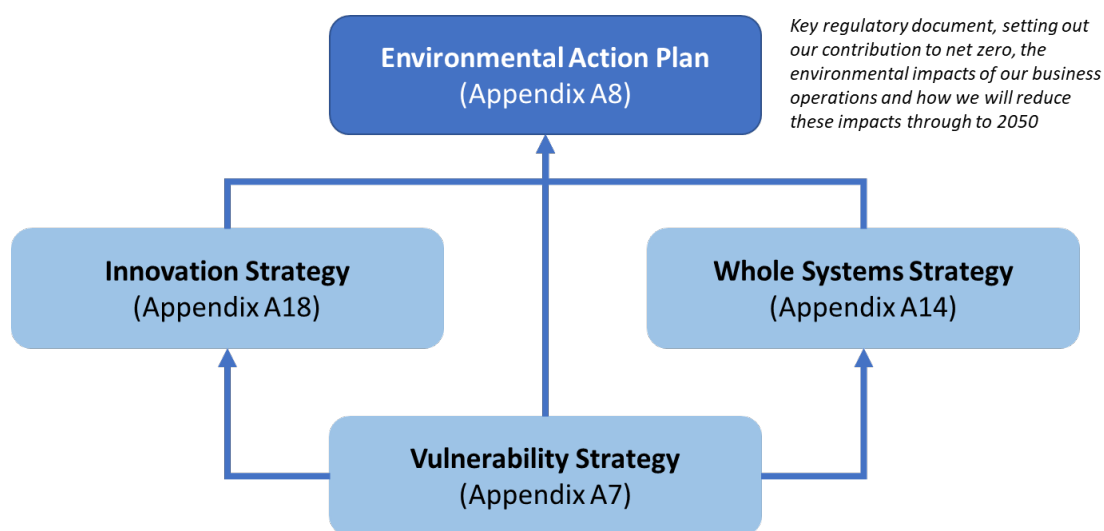 Environmental Action Plan
(Appendix A8)
Key regulatory document, setting out
our contribution to net zero, the
environmental impacts of our business
operations and how we will reduce
these impacts through to 2050
Innovation Strategy
(Appendix A18)
Whole Systems Strategy
(Appendix A14)
Vulnerability Strategy
(Appendix A7)